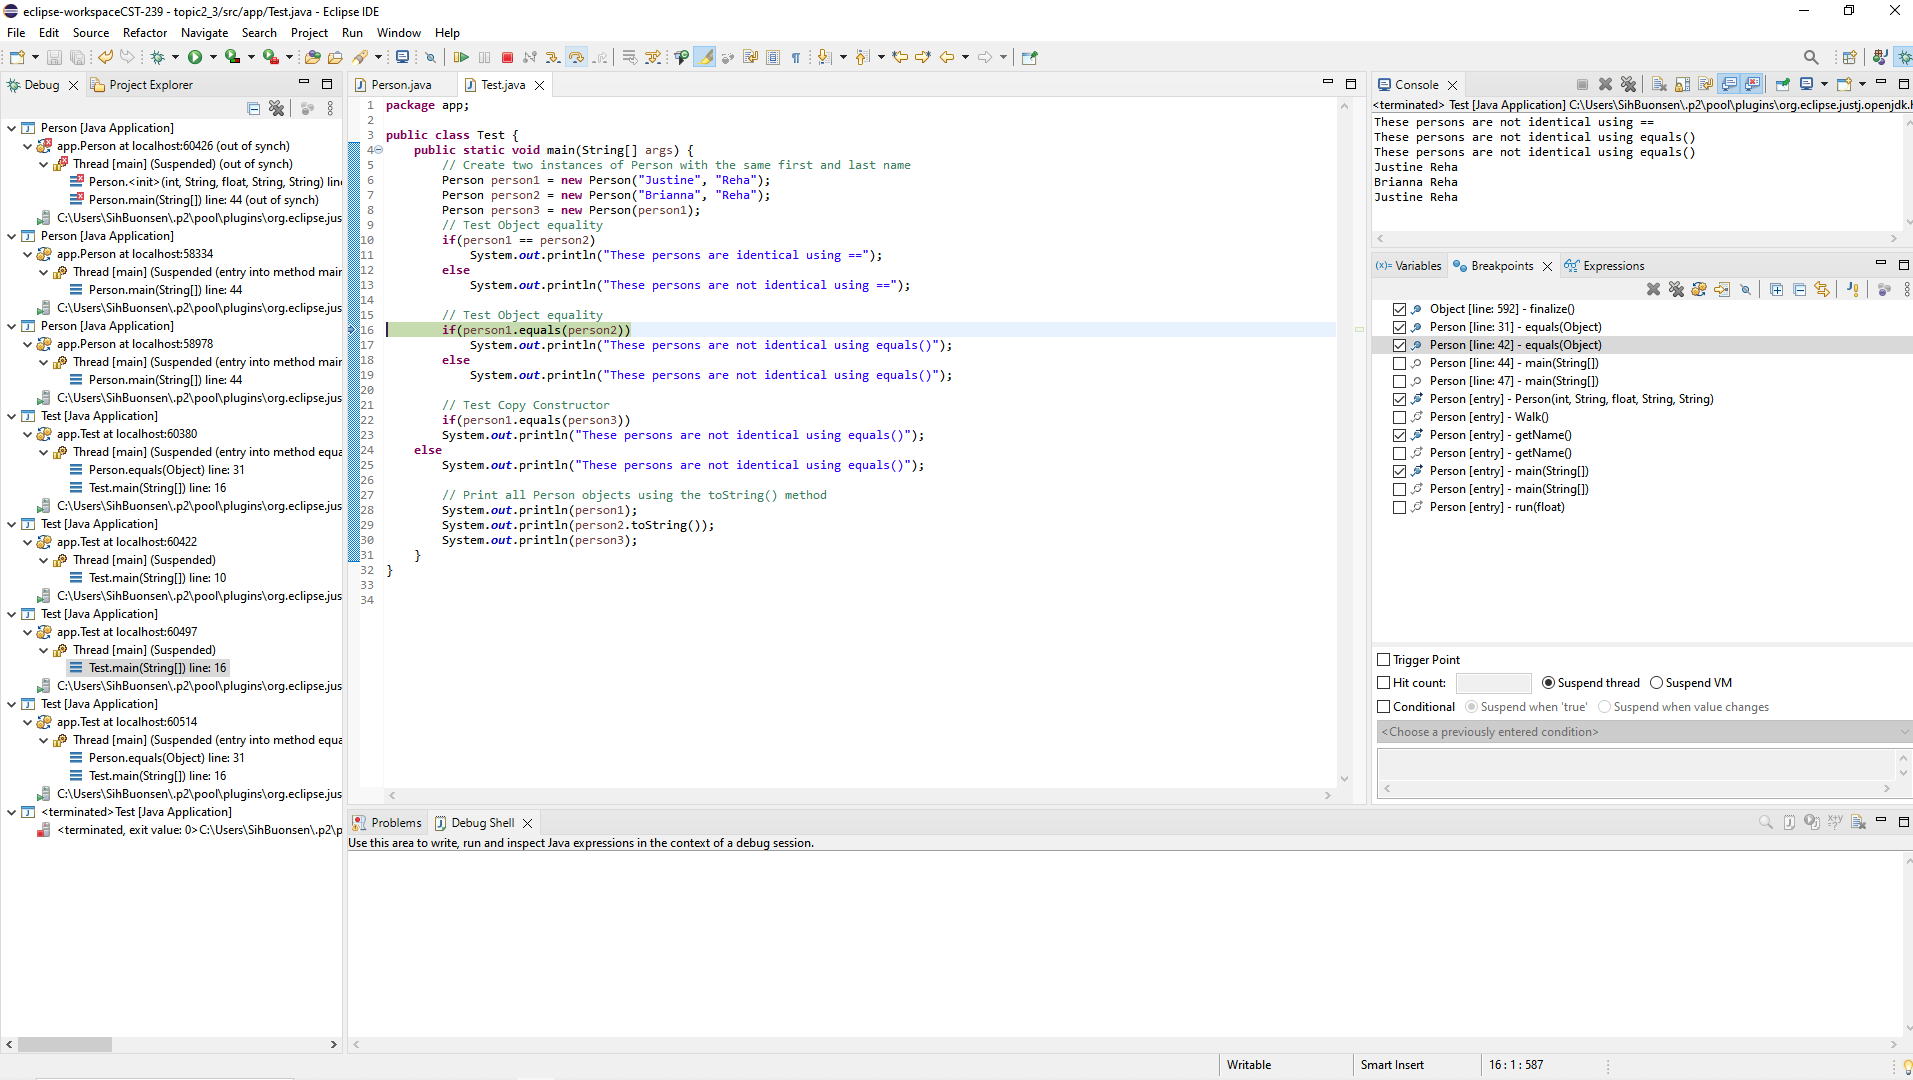 eclipse-workspaceCST-239 - topic2_3/src/app/Test.java - Eclipse IDE
File Edit Source Refactor Navigate Search Project Run Window Help
Debug Project Explorer
Person [Java Application]
app.Person at localhost:60426 (out of synch)
Thread [main] (Suspended) (out of synch)
Person.<init>(int, String, float, String, String) line
Person.main(String[]) line: 44 (out of synch)
C:\Users\SihBuonsen\.p2\pool\plugins\org.eclipse.jus
Person [Java Application]
app.Person at localhost:58334
Thread [main] (Suspended (entry into method main
Person.main(String[]) line: 44
C:\Users\SihBuonsen\.p2\pool\plugins\org.eclipse.jus
Person [Java Application]
app.Person at localhost:58978
Thread [main] (Suspended (entry into method main
Person.main(String[]) line: 44
C:\Users\SihBuonsen\.p2\pool\plugins\org.eclipse.jus
Test [Java Application]
app.Test at localhost:60380
Thread [main] (Suspended (entry into method equa
Person.equals(Object) line: 31
Test.main(String[]) line: 16
C:\Users\SihBuonsen\.p2\pool\plugins\org.eclipse.jus
Test [Java Application]
app.Test at localhost:60422
Thread [main] (Suspended)
Test.main(String[]) line: 10
C:\Users\SihBuonsen\.p2\pool\plugins\org.eclipse.jus
Test [Java Application]
app.Test at localhost:60497
Thread [main] (Suspended)
Test.main(String[]) line: 16
C:\Users\SihBuonsen\.p2\pool\plugins\org.eclipse.jus
Test [Java Application]
app.Test at localhost:60514
Thread [main] (Suspended (entry into method equa
Person.equals(Object) line: 31
Test.main(String[]) line: 16
C:\Users\SihBuonsen\.p2\pool\plugins\org.eclipse.jus
<terminated>Test [Java Application]
<terminated, exit value: 0>C:\Users\SihBuonsen\.p2\p
Person.java Test.java
1 package app;
2
3 public class Test {
4 public static void main(String[] args) {
5 // Create two instances of Person with the same first and last name
6 Person person1 = new Person("Justine", "Reha");
7 Person person2 = new Person("Brianna", "Reha");
8 Person person3 = new Person(person1);
9 // Test Object equality
10 if(person1 == person2)
11 System.out.println("These persons are identical using ==");
12 else
13 System.out.println("These persons are not identical using ==");
14
15 // Test Object equality
16 if(person1.equals(person2))
17 System.out.println("These persons are not identical using equals()");
18 else
19 System.out.println("These persons are not identical using equals()");
20
21 // Test Copy Constructor
22 if(person1.equals(person3))
23 System.out.println("These persons are not identical using equals()");
24 else
25 System.out.println("These persons are not identical using equals()");
26
27 // Print all Person objects using the toString() method
28 System.out.println(person1);
29 System.out.println(person2.toString());
30 System.out.println(person3);
31 }
32 }
33
34
Console
<terminated> Test [Java Application] C:\Users\SihBuonsen\.p2\pool\plugins\org.eclipse.justj.openjdk.h
These persons are not identical using ==
These persons are not identical using equals()
These persons are not identical using equals()
Justine Reha
Brianna Reha
Justine Reha
(x)= Variables Breakpoints Expressions
Object [line: 592] - finalize()
Person [line: 31] - equals(Object)
Person [line: 42] - equals(Object)
Person [line: 44] - main(String[])
Person [line: 47] - main(String[])
Person [entry] - Person(int, String, float, String, String)
Person [entry] - Walk()
Person [entry] - getName()
Person [entry] - getName()
Person [entry] - main(String[])
Person [entry] - main(String[])
Person [entry] - run(float)
Trigger Point
Hit count: Suspend thread Suspend VM
Conditional Suspend when 'true' Suspend when value changes
<Choose a previously entered condition>
Problems Debug Shell
Use this area to write, run and inspect Java expressions in the context of a debug session.
Writable Smart Insert 16 : 1 : 587